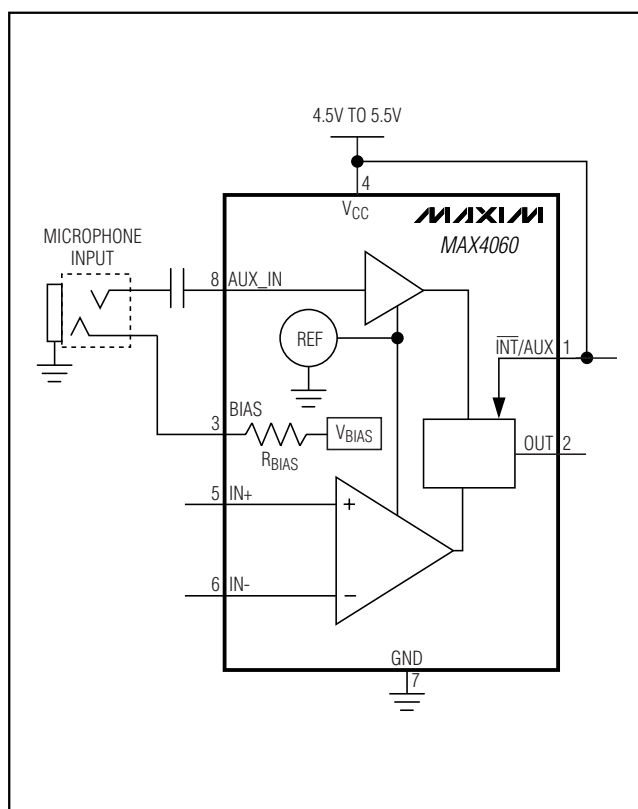 4.5V TO 5.5V
4
VCC
MAXIM
MAX4060
MICROPHONE
INPUT
8 AUX_IN
REF
INT/AUX 1
3 BIAS
VBIAS
RBIAS
OUT 2
5 IN+
+
6 IN-
−
GND
7